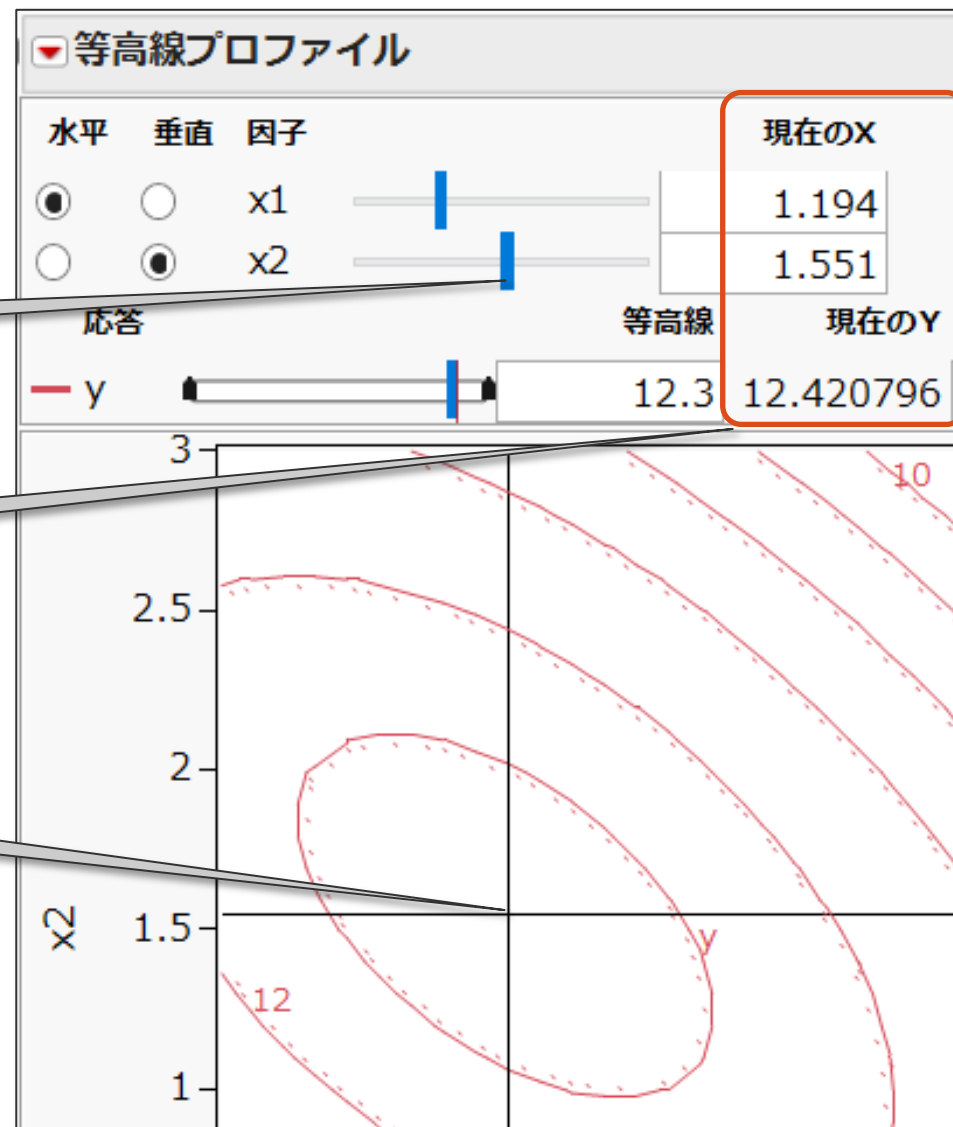 等高線プロファイル
水平 垂直 因子 現在のX
x1 1.194
x2 1.551
応答 等高線 現在のY
y 12.3 12.420796
3
10
2.5
2
x2
1.5
y
12
1